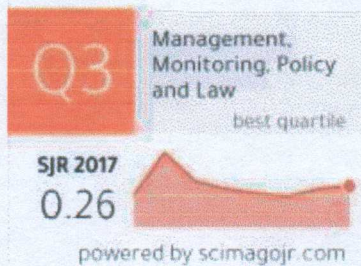 Q3
Management,
Monitoring, Policy
and Law
best quartile
SJR 2017
0.26
powered by scimagojr.com